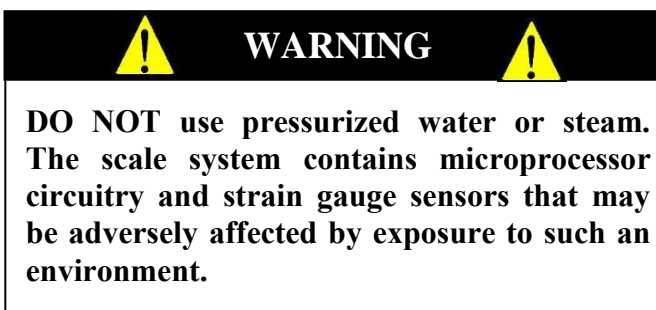 WARNING
DO NOT use pressurized water or steam.
The scale system contains microprocessor
circuitry and strain gauge sensors that may
be adversely affected by exposure to such an
environment.